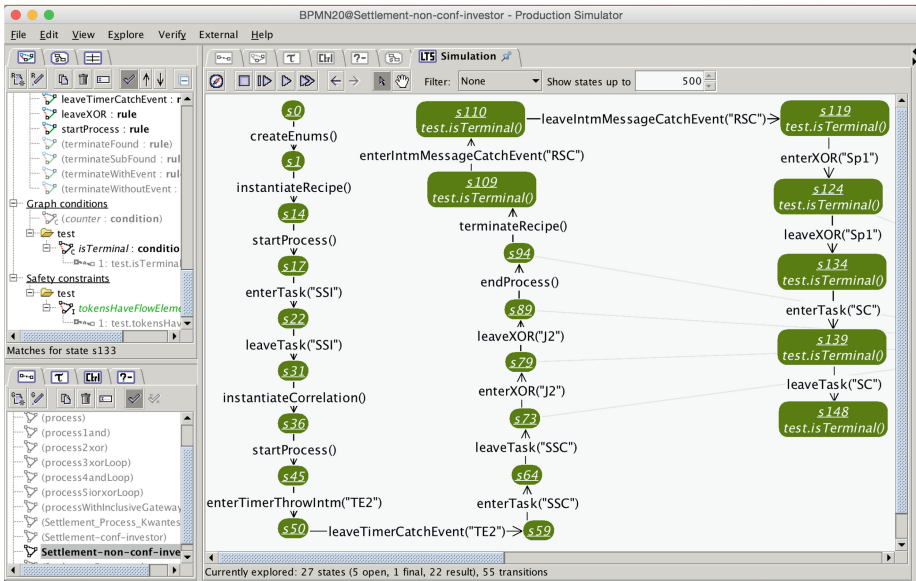 BPMN20@Settlement-non-conf-investor - Production Simulator
File Edit View Explore Verify External Help
LTS Simulation
Filter: None Show states up to 500
leaveTimerCatchEvent : r
leaveXOR : rule
startProcess : rule
(terminateFound : rule)
(terminateSubFound : rul
(terminateWithEvent : rule
(terminateWithoutEvent :
Graph conditions
(counter : condition)
test
isTerminal : conditio
1: test.isTerminal
Safety constraints
test
tokensHaveFlowEleme
1: test.tokensHav
Matches for state s133
(process)
(process1and)
(process2xor)
(process3xorLoop)
(process4andLoop)
(process5iorxorLoop)
(processWithInclusiveGateway
(Settlement_Process_Kwantes
(Settlement-conf-investor)
Settlement-non-conf-inve
s0
createEnums()
s1
instantiateRecipe()
s14
startProcess()
s17
enterTask("SSI")
s22
leaveTask("SSI")
s31
instantiateCorrelation()
s36
startProcess()
s45
enterTimerThrowIntm("TE2")
s50
leaveTimerCatchEvent("TE2")
s59
enterTask("SSC")
s64
leaveTask("SSC")
s73
enterXOR("J2")
s79
leaveXOR("J2")
s89
endProcess()
s94
terminateRecipe()
s109
test.isTerminal()
enterIntmMessageCatchEvent("RSC")
s110
test.isTerminal()
leaveIntmMessageCatchEvent("RSC")
s119
test.isTerminal()
enterXOR("Sp1")
s124
test.isTerminal()
leaveXOR("Sp1")
s134
test.isTerminal()
enterTask("SC")
s139
test.isTerminal()
leaveTask("SC")
s148
test.isTerminal()
Currently explored: 27 states (5 open, 1 final, 22 result), 55 transitions